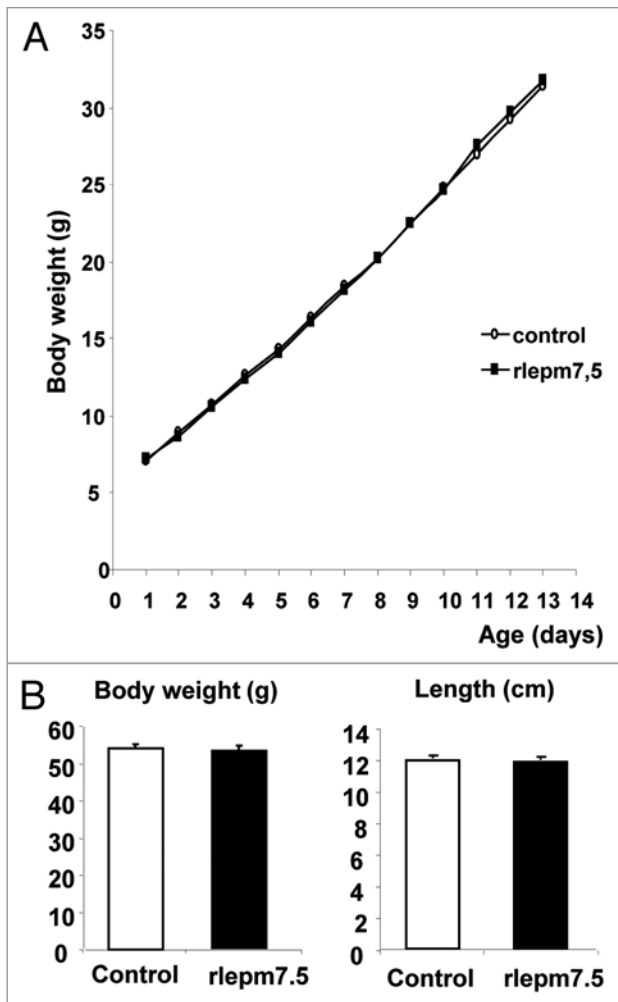 A
35
30
25
20
15
10
5
0
Body weight (g)
control
rlepm7,5
0 1 2 3 4 5 6 7 8 9 10 11 12 13 14
Age (days)
B
Body weight (g)
60
50
40
30
20
10
0
Control rlepm7.5
Length (cm)
14
12
10
8
6
4
2
0
Control rlepm7.5